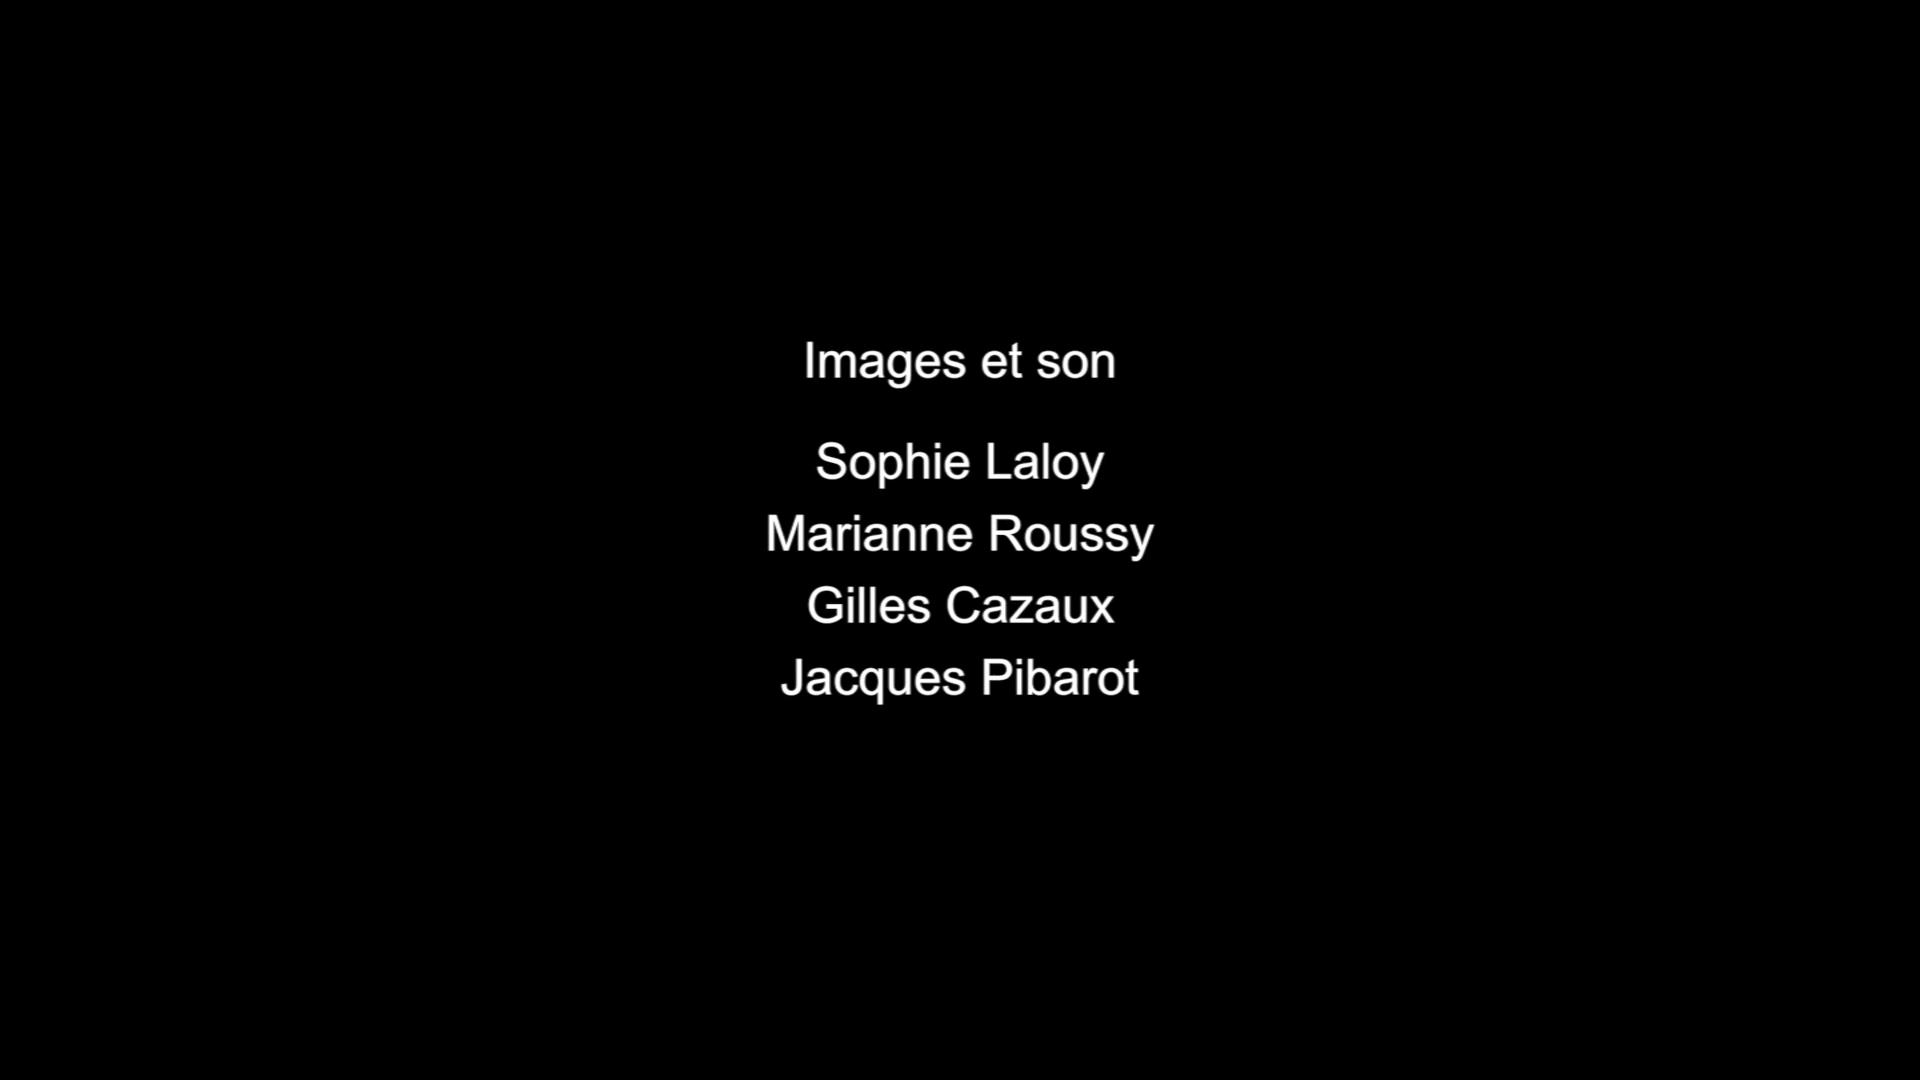 Images et son
Sophie Laloy
Marianne Roussy
Gilles Cazaux
Jacques Pibarot